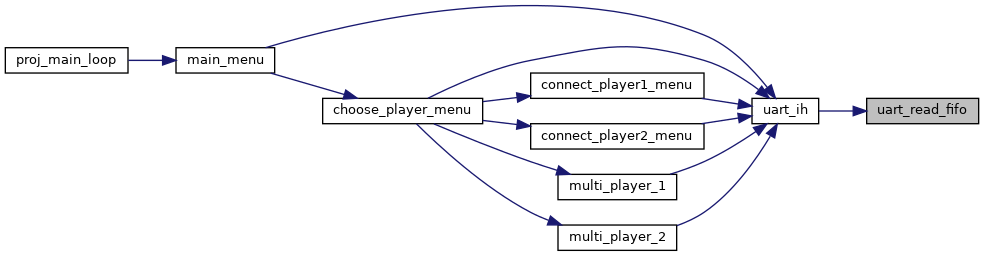 proj_main_loop
main_menu
choose_player_menu
connect_player1_menu
connect_player2_menu
multi_player_1
multi_player_2
uart_ih
uart_read_fifo